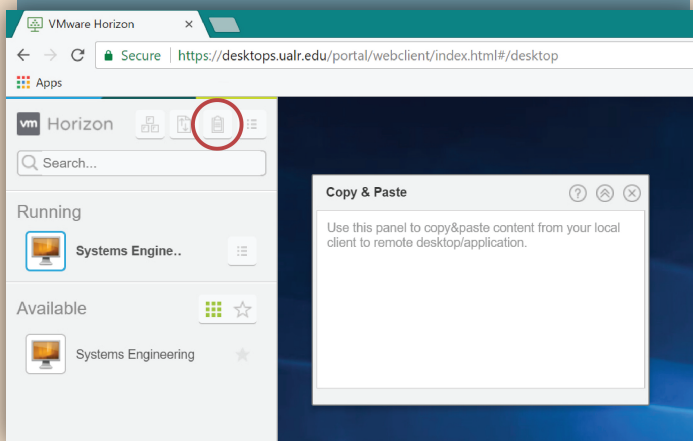 VMware Horizon
Secure | https://desktops.ualr.edu/portal/webclient/index.html#/desktop
Apps
vm Horizon
Search...
Running
Systems Engine..
Available
Systems Engineering
Copy & Paste
Use this panel to copy&paste content from your local
client to remote desktop/application.